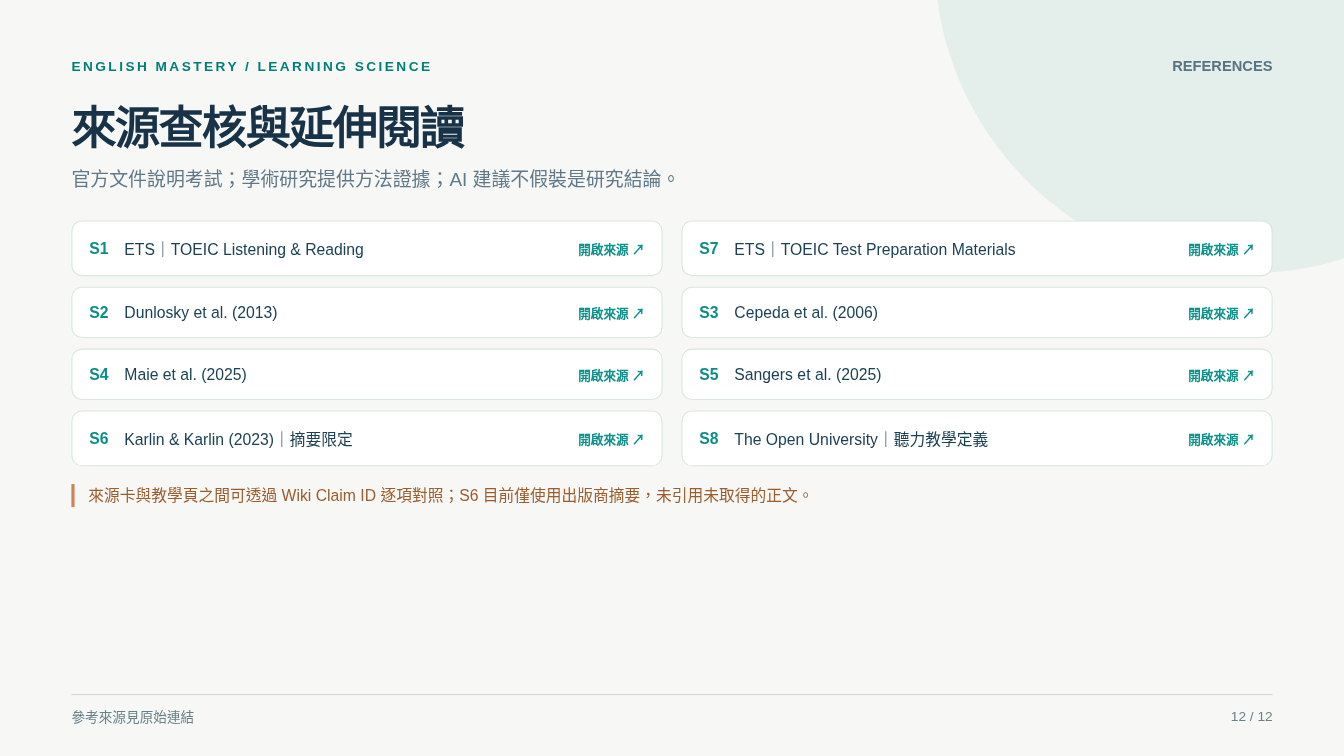 ENGLISH MASTERY / LEARNING SCIENCE
REFERENCES
來源查核與延伸閱讀
官方文件說明考試；學術研究提供方法證據；AI 建議不假裝是研究結論。
S1 ETS｜TOEIC Listening & Reading 開啟來源 ↗
S7 ETS｜TOEIC Test Preparation Materials 開啟來源 ↗
S2 Dunlosky et al. (2013) 開啟來源 ↗
S3 Cepeda et al. (2006) 開啟來源 ↗
S4 Maie et al. (2025) 開啟來源 ↗
S5 Sangers et al. (2025) 開啟來源 ↗
S6 Karlin & Karlin (2023)｜摘要限定 開啟來源 ↗
S8 The Open University｜聽力教學定義 開啟來源 ↗
來源卡與教學頁之間可透過 Wiki Claim ID 逐項對照；S6 目前僅使用出版商摘要，未引用未取得的正文。
參考來源見原始連結
12 / 12